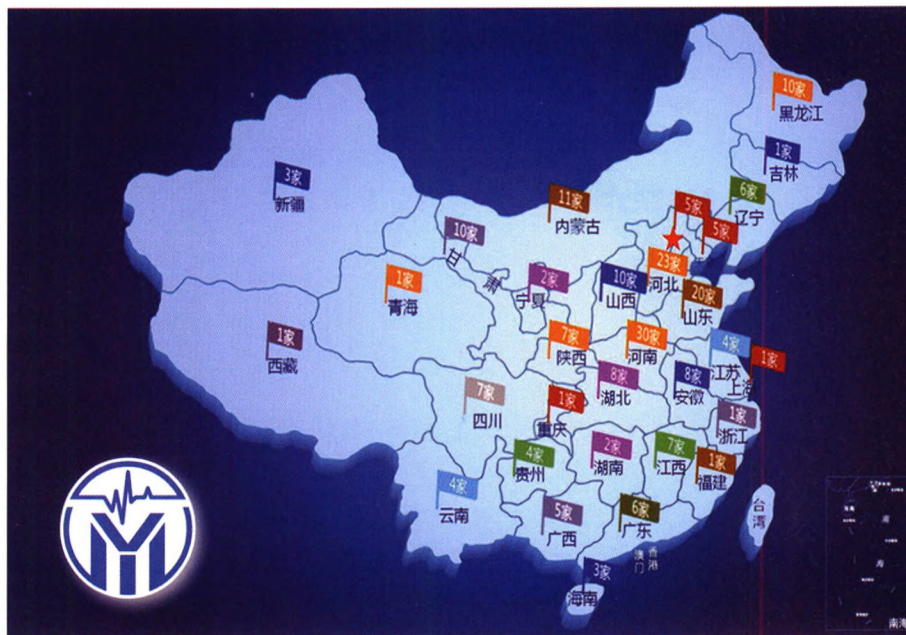 10家
黑龙江
1家
吉林
6家
辽宁
3家
新疆
11家
内蒙古
5家
5家
10家
甘肃
23家
河北
1家
青海
2家
宁夏
10家
山西
20家
山东
1家
西藏
7家
陕西
30家
河南
4家
江苏
1家
上海
8家
湖北
8家
安徽
7家
四川
1家
重庆
1家
浙江
4家
贵州
2家
湖南
7家
江西
1家
福建
4家
云南
5家
广西
6家
广东
台湾
香港
澳门
3家
海南
南
海
南海